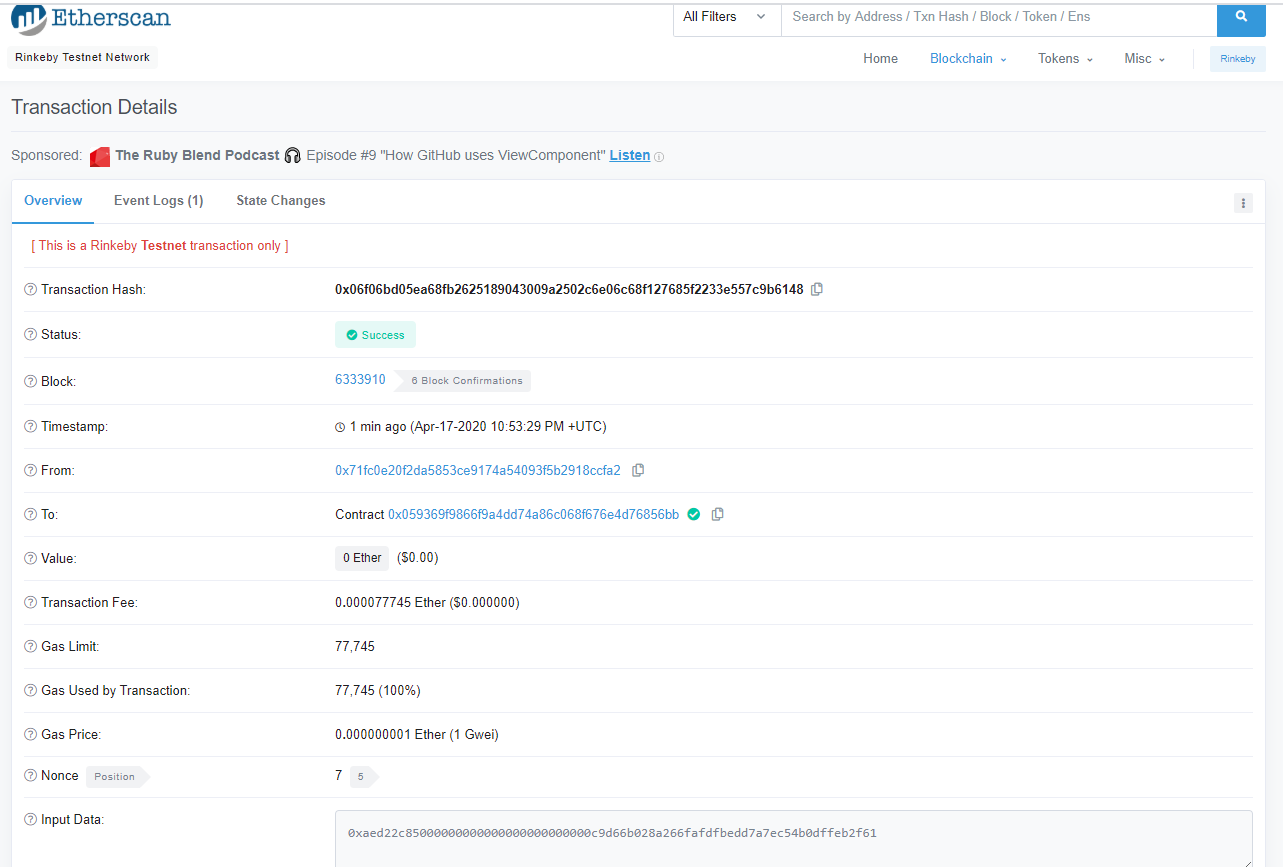 Etherscan
All Filters Search by Address / Txn Hash / Block / Token / Ens
Rinkeby Testnet Network
Home Blockchain Tokens Misc Rinkeby
Transaction Details
Sponsored: The Ruby Blend Podcast Episode #9 "How GitHub uses ViewComponent" Listen
Overview Event Logs (1) State Changes
[ This is a Rinkeby Testnet transaction only ]
Transaction Hash: 0x06f06bd05ea68fb2625189043009a2502c6e06c68f127685f2233e557c9b6148
Status: Success
Block: 6333910 6 Block Confirmations
Timestamp: 1 min ago (Apr-17-2020 10:53:29 PM +UTC)
From: 0x71fc0e20f2da5853ce9174a54093f5b2918ccfa2
To: Contract 0x059369f9866f9a4dd74a86c068f676e4d76856bb
Value: 0 Ether ($0.00)
Transaction Fee: 0.000077745 Ether ($0.000000)
Gas Limit: 77,745
Gas Used by Transaction: 77,745 (100%)
Gas Price: 0.000000001 Ether (1 Gwei)
Nonce Position 7 5
Input Data:
0xaed22c85000000000000000000000000c9d66b028a266fafdfbedd7a7ec54b0dffeb2f61